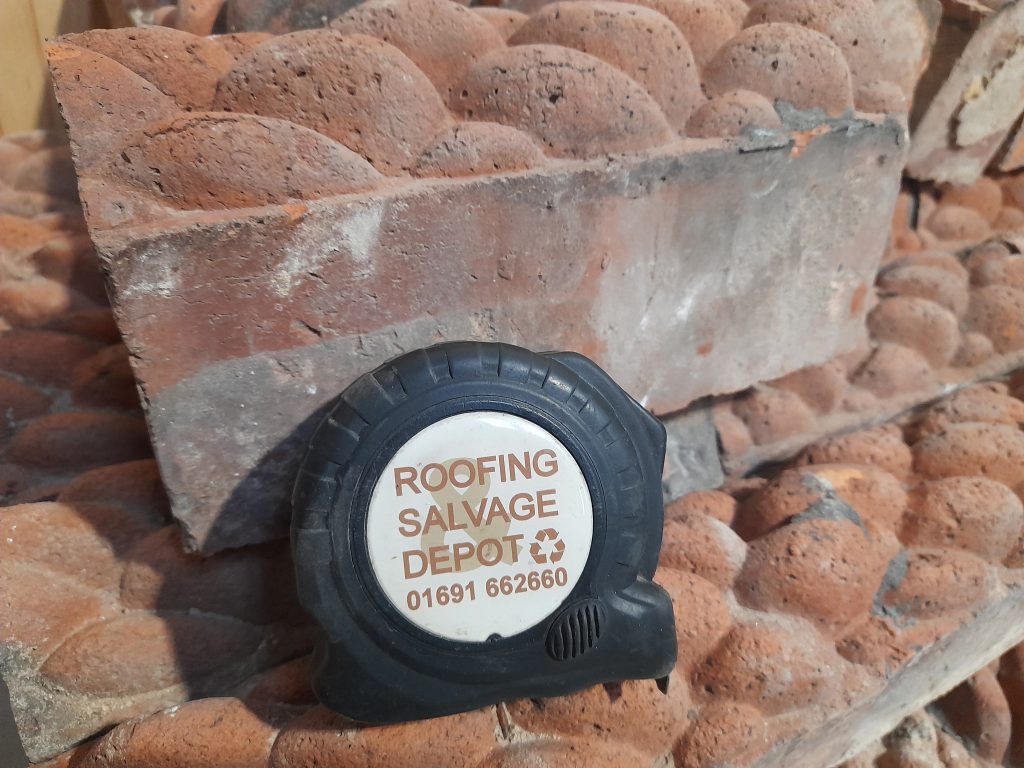 ROOFING
SALVAGE
DEPOT
01691 662660